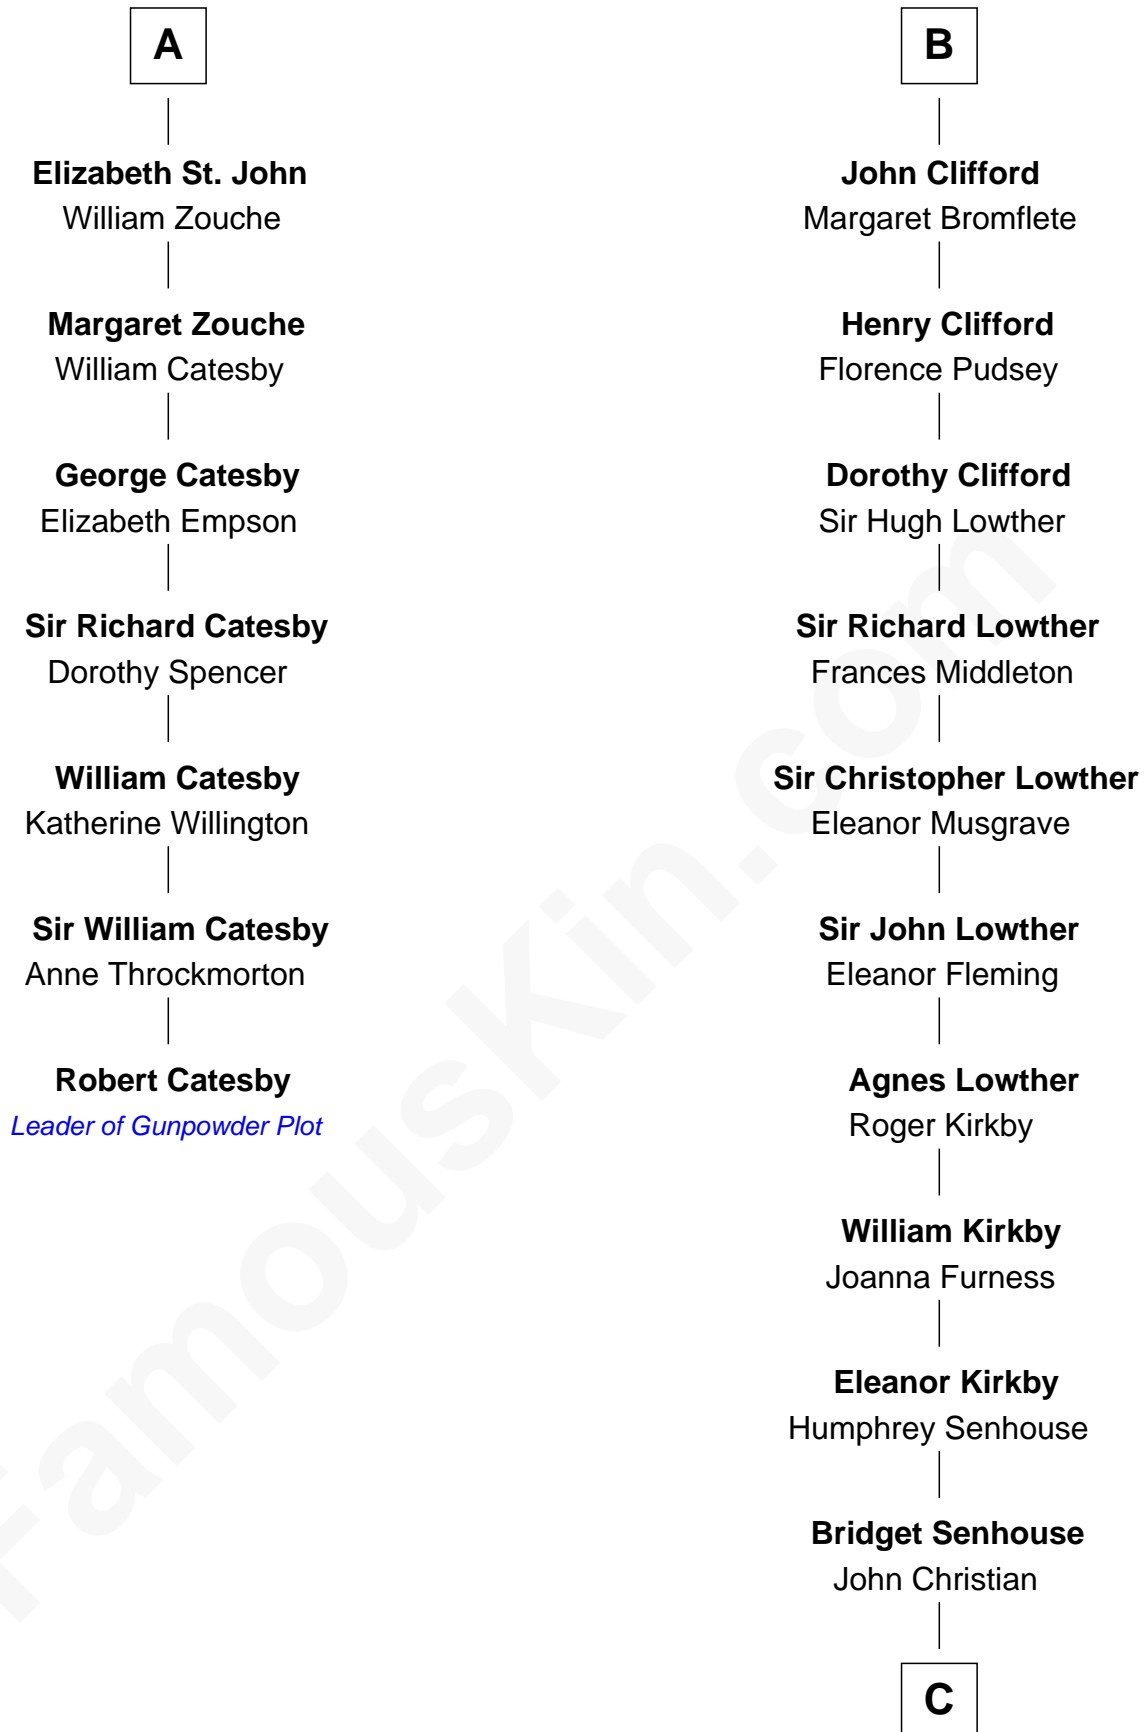 A
Elizabeth St. John
William Zouche
Margaret Zouche
William Catesby
George Catesby
Elizabeth Empson
Sir Richard Catesby
Dorothy Spencer
William Catesby
Katherine Willington
Sir William Catesby
Anne Throckmorton
Robert Catesby
Leader of Gunpowder Plot
B
John Clifford
Margaret Bromflete
Henry Clifford
Florence Pudsey
Dorothy Clifford
Sir Hugh Lowther
Sir Richard Lowther
Frances Middleton
Sir Christopher Lowther
Eleanor Musgrave
Sir John Lowther
Eleanor Fleming
Agnes Lowther
Roger Kirkby
William Kirkby
Joanna Furness
Eleanor Kirkby
Humphrey Senhouse
Bridget Senhouse
John Christian
C
FamousKin.com